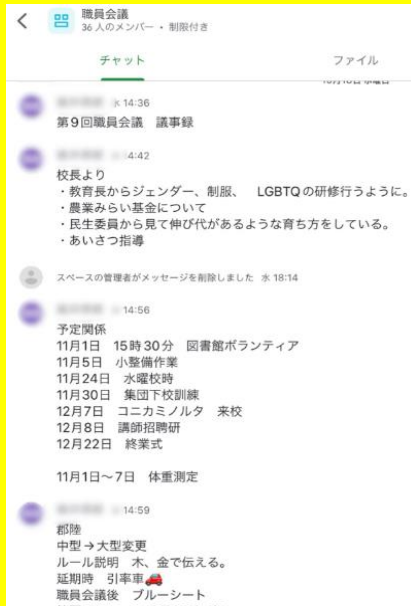 職員会議
36 人のメンバー・制限付き
チャット
ファイル
水 14:36
第9回職員会議 議事録
校長より
・教育長からジェンダー、制服、 LGBTQの研修行うように。
・農業みらい基金について
・民生委員から見て伸び代があるような育ち方をしている。
・あいさつ指導
スペースの管理者がメッセージを削除しました 水 18:14
14:56
予定関係
11月1日 15時30分 図書館ボランティア
11月5日 小整備作業
11月24日 水曜校時
11月30日 集団下校訓練
12月7日 コニカミノルタ 来校
12月8日 講師招聘研
12月22日 終業式
11月1日〜7日 体重測定
14:59
郡陸
中型→大型変更
ルール説明 木、金で伝える。
延期時 引率車🚗
職員会議後 ブルーシート